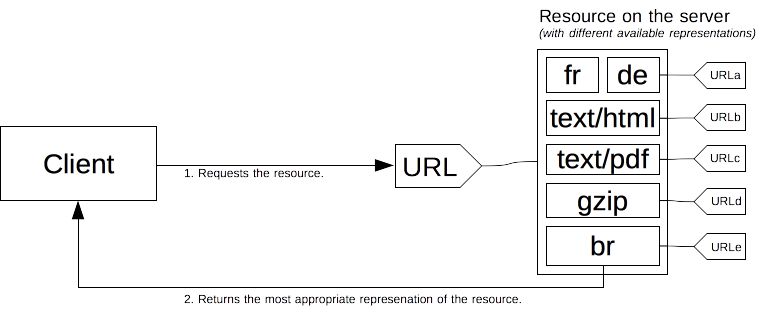 Resource on the server
(with different available representations)
fr
de
URLa
text/html
URLb
Client
URL
text/pdf
URLc
1. Requests the resource.
gzip
URLd
br
URLe
2. Returns the most appropriate represenation of the resource.